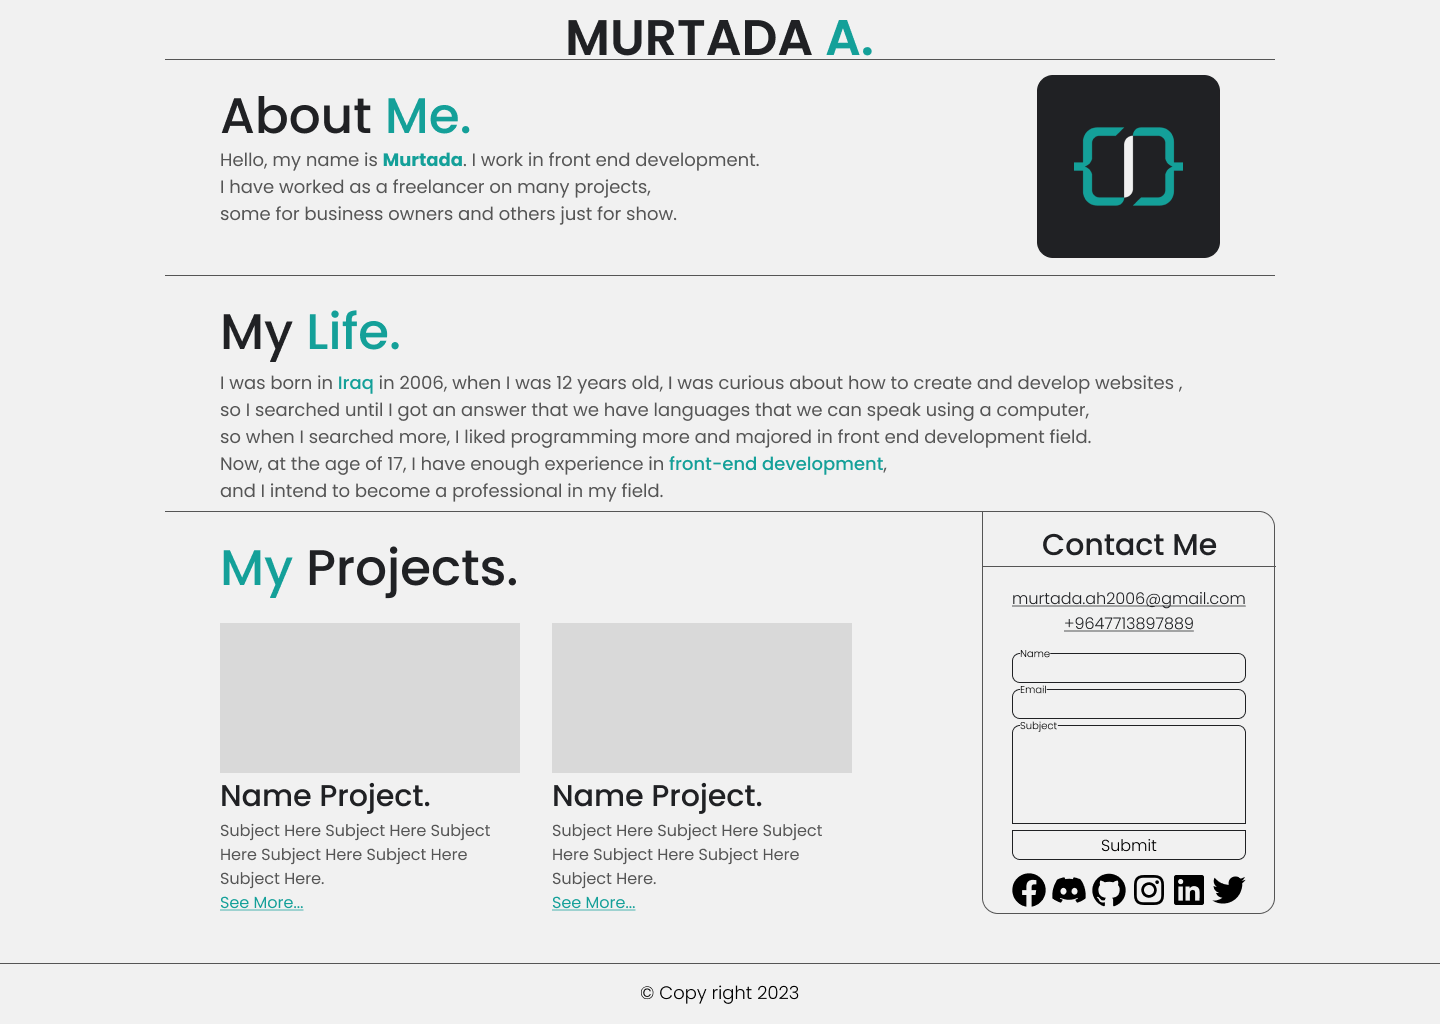 MURTADA A.
About Me.
Hello, my name is Murtada. I work in front end development.
I have worked as a freelancer on many projects,
some for business owners and others just for show.
My Life.
I was born in Iraq in 2006, when I was 12 years old, I was curious about how to create and develop websites ,
so I searched until I got an answer that we have languages that we can speak using a computer,
so when I searched more, I liked programming more and majored in front end development field.
Now, at the age of 17, I have enough experience in front-end development,
and I intend to become a professional in my field.
My Projects.
Name Project.
Subject Here Subject Here Subject
Here Subject Here Subject Here
Subject Here.
See More...
Name Project.
Subject Here Subject Here Subject
Here Subject Here Subject Here
Subject Here.
See More...
Contact Me
murtada.ah2006@gmail.com
+9647713897889
Name
Email
Subject
Submit
© Copy right 2023